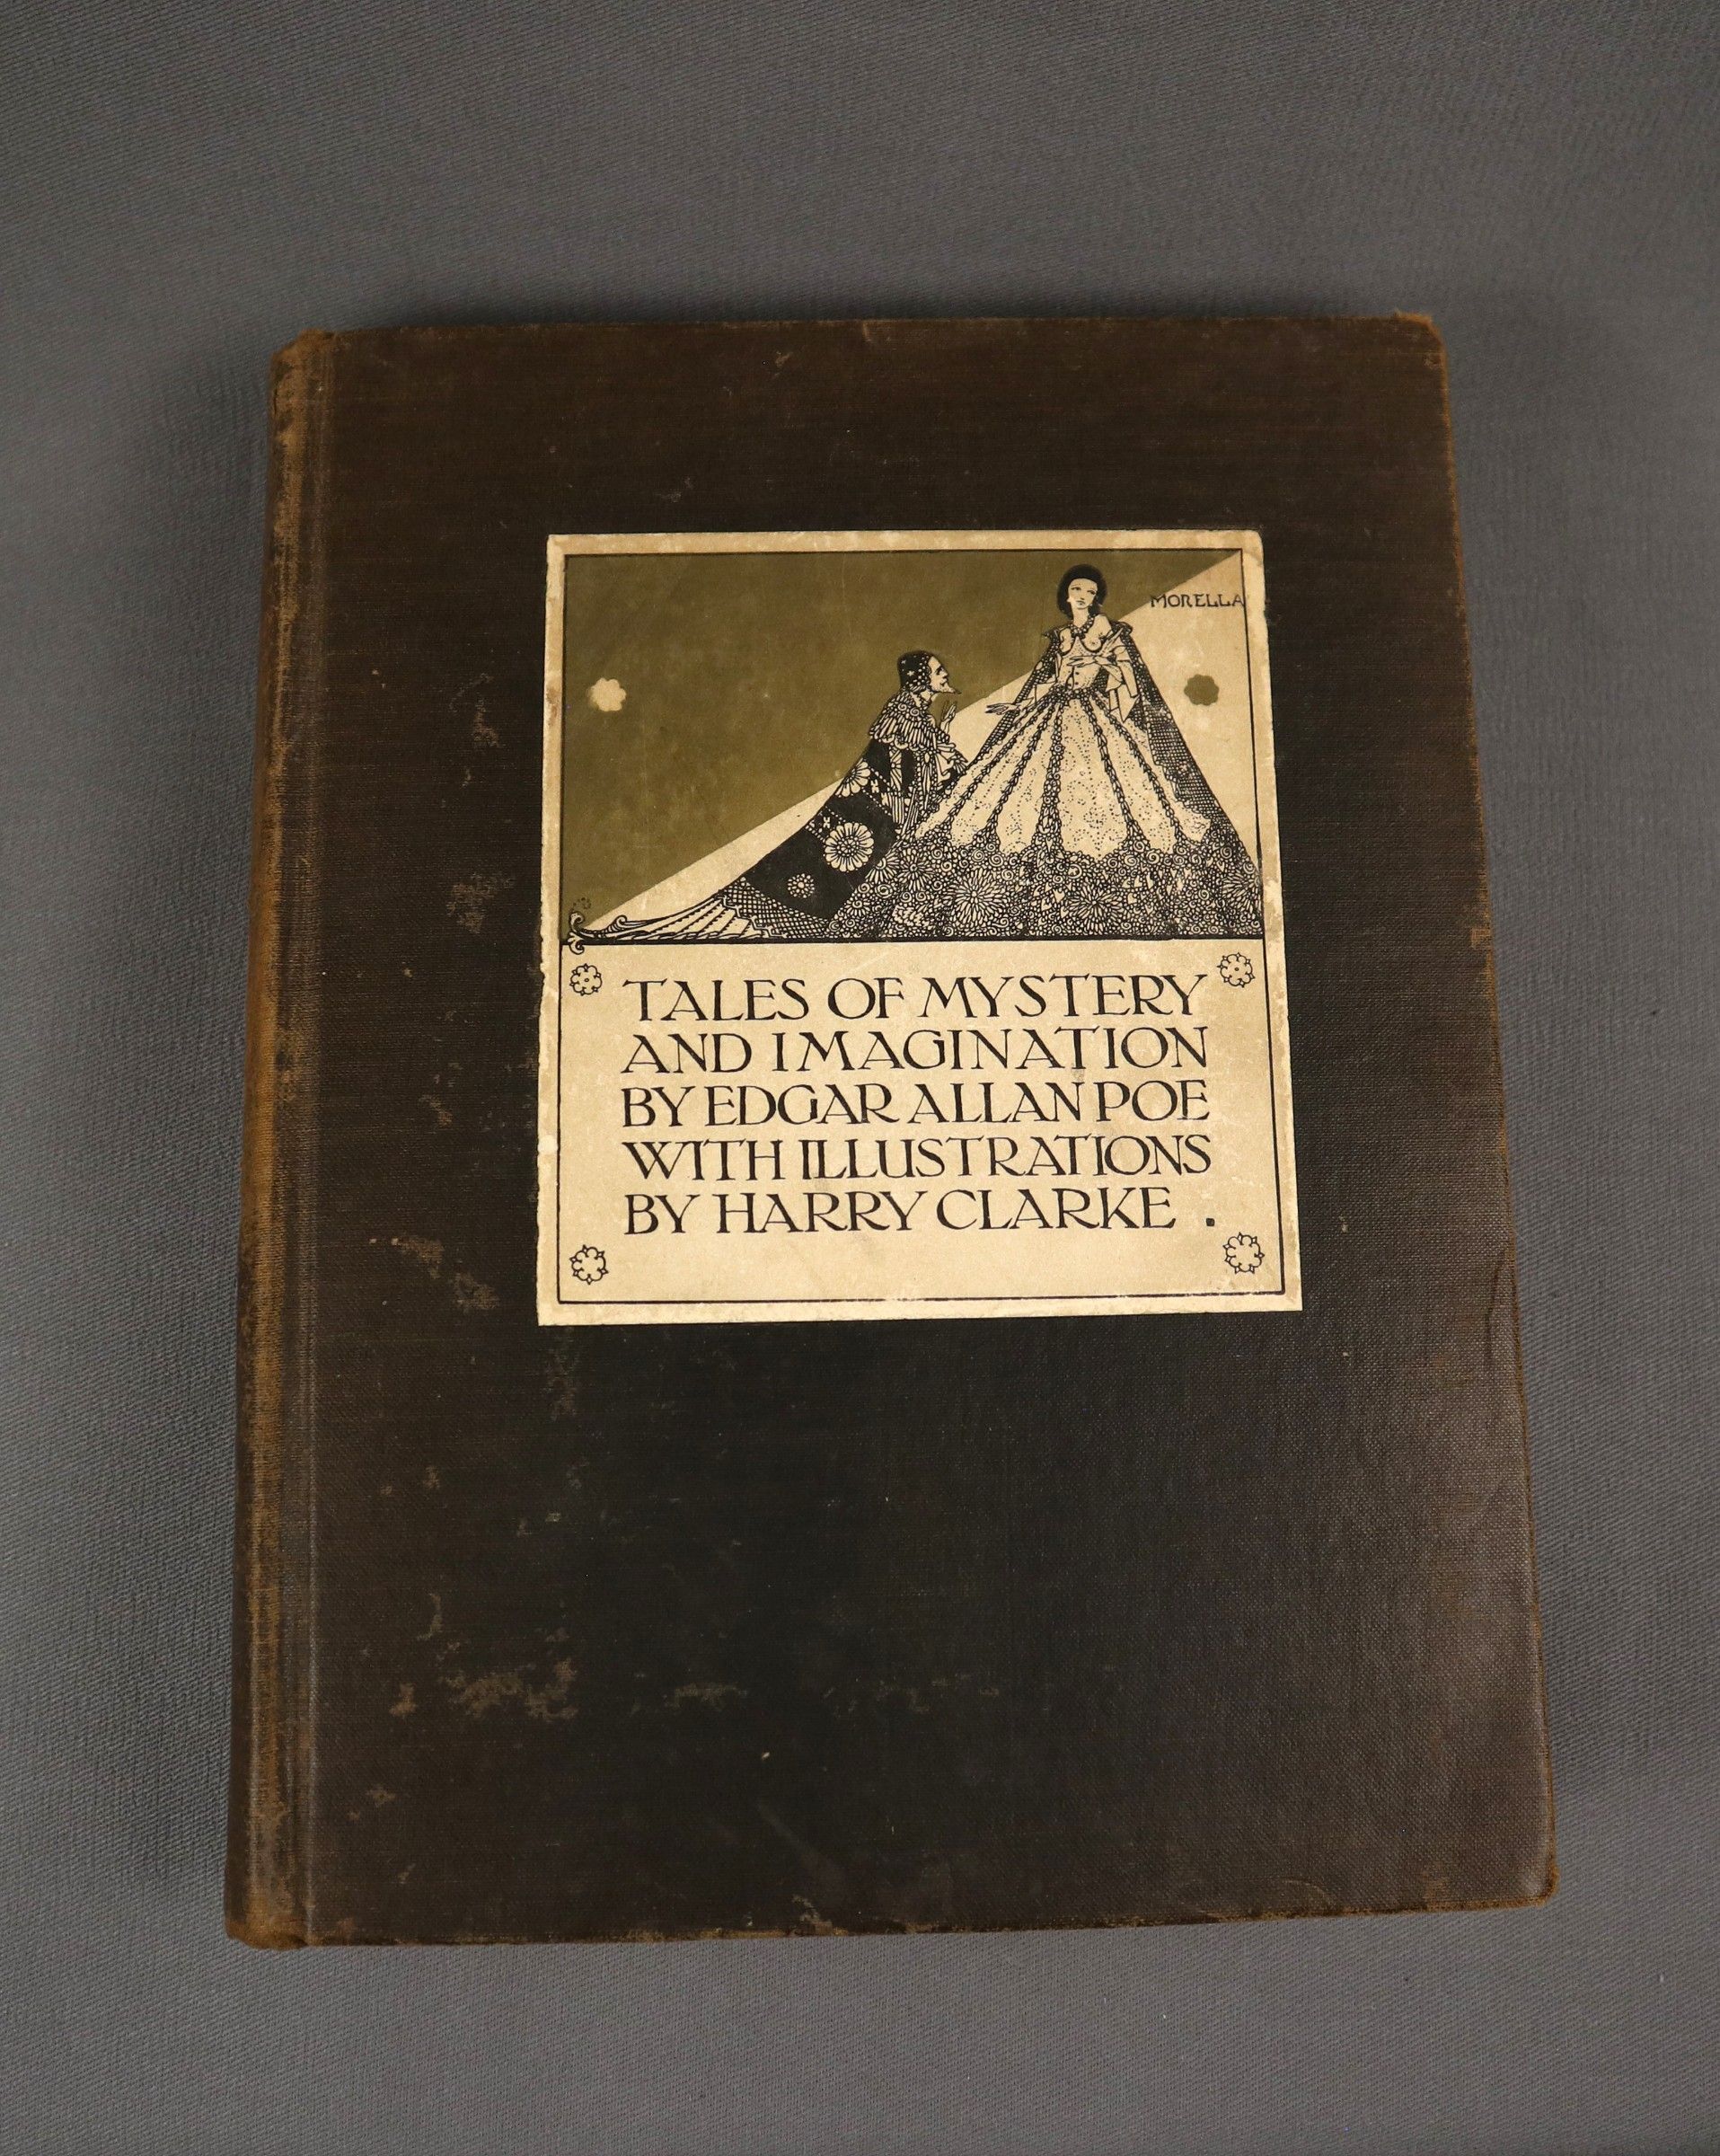 MORELLA
TALES OF MYSTERY
AND IMAGINATION
BY EDGAR ALLAN POE
WITH ILLUSTRATIONS
BY HARRY CLARKE .